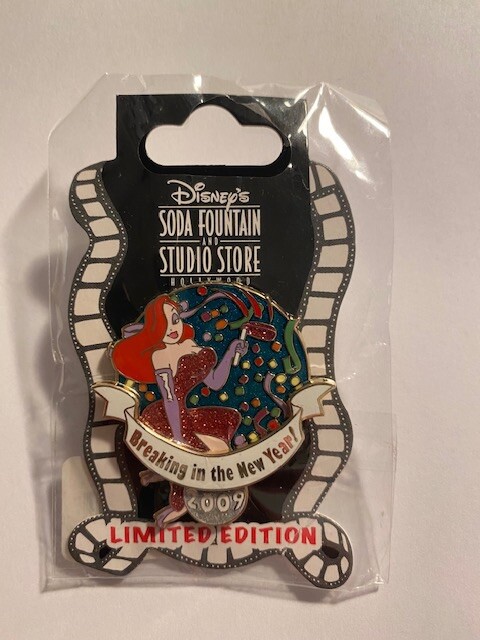 Disney's
SODA FOUNTAIN
AND
STUDIO STORE
HOLLYWOOD
Breaking in the New Year!
2009
LIMITED EDITION